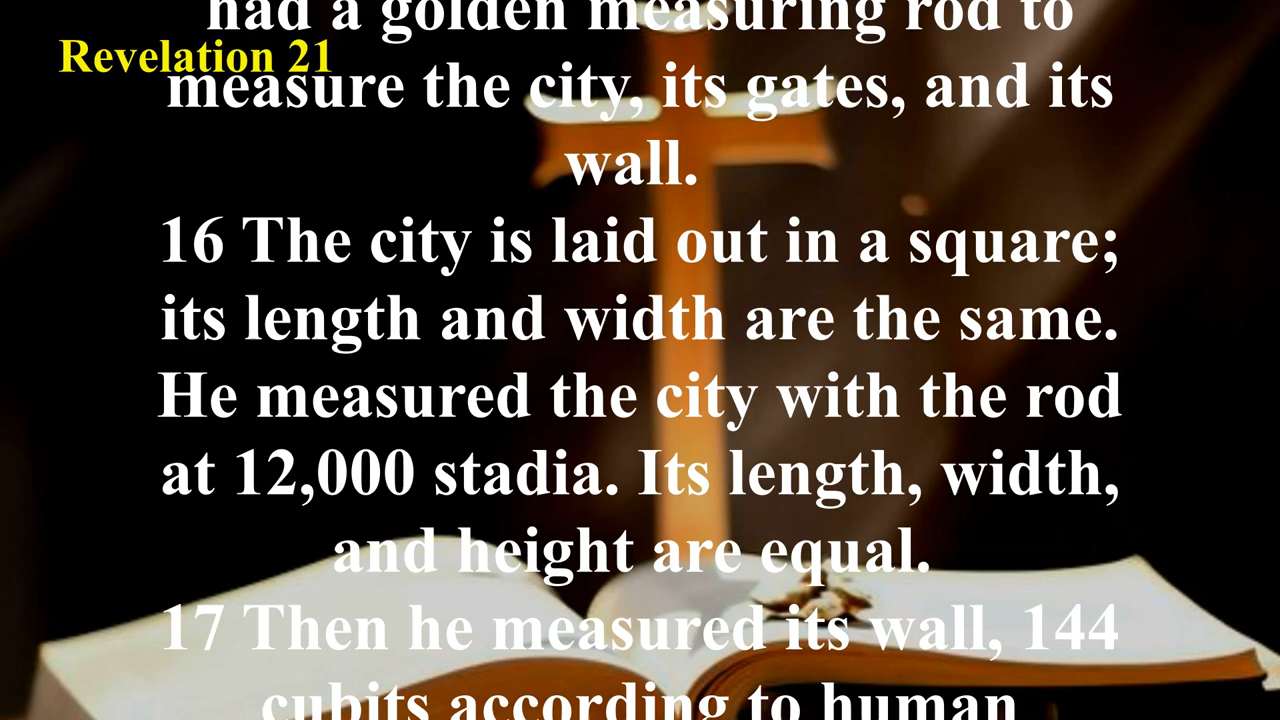 had a golden measuring rod to
Revelation 21
measure the city, its gates, and its
wall.
16 The city is laid out in a square;
its length and width are the same.
He measured the city with the rod
at 12,000 stadia. Its length, width,
and height are equal.
17 Then he measured its wall, 144
cubits according to human